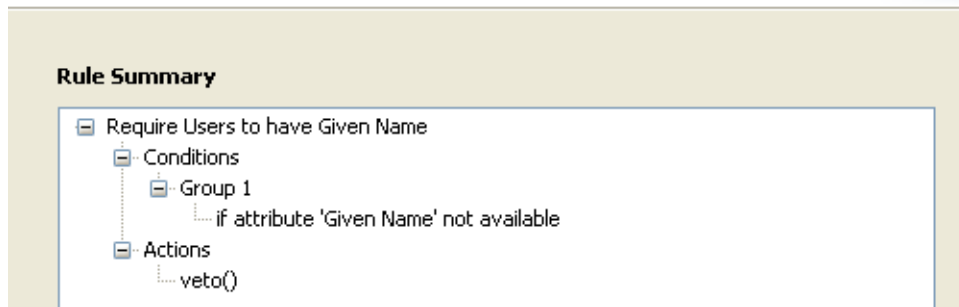 Rule Summary
Require Users to have Given Name
Conditions
Group 1
if attribute 'Given Name' not available
Actions
veto()